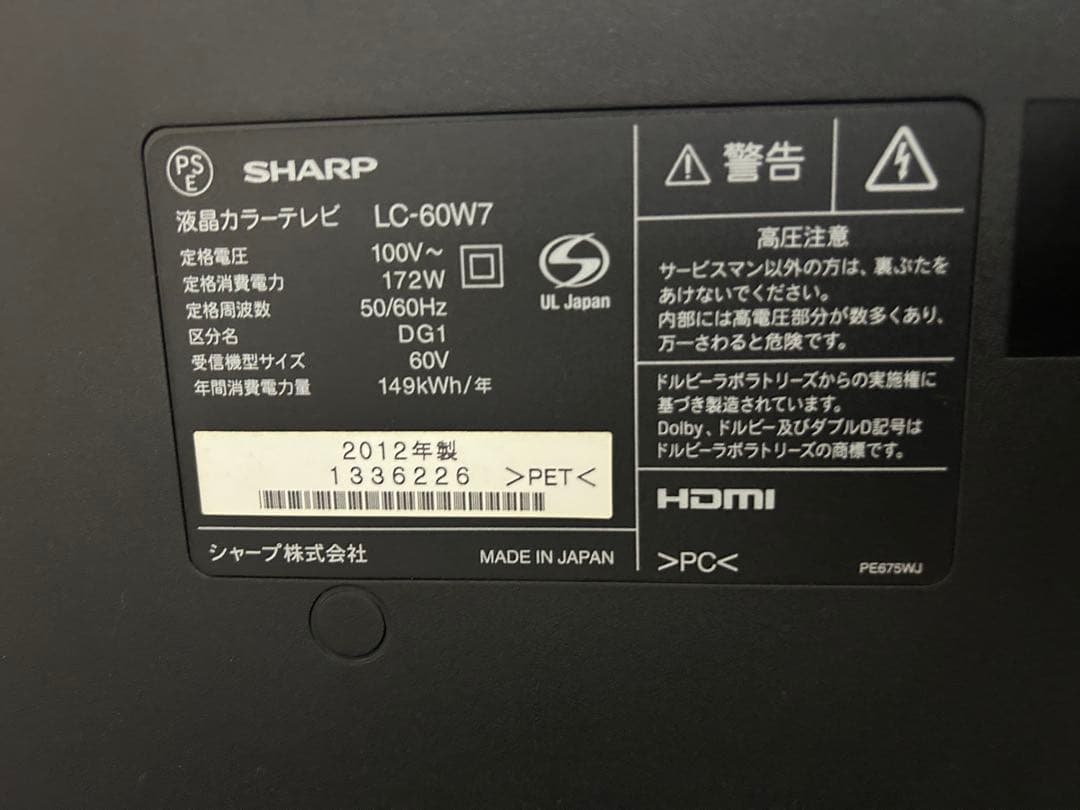 PSE SHARP
液晶カラーテレビ LC-60W7
定格電圧 100V～
定格消費電力 172W
定格周波数 50/60Hz
区分名 DG1
受信機型サイズ 60V
年間消費電力量 149kWh/年
UL Japan
2012年製
1336226 >PET<
シャープ株式会社 MADE IN JAPAN
警告
高圧注意
サービスマン以外の方は、裏ぶたを
あけないでください。
内部には高電圧部分が数多くあり、
万一さわると危険です。
ドルビーラボラトリーズからの実施権に
基づき製造されています。
Dolby、ドルビー及びダブルD記号は
ドルビーラボラトリーズの商標です。
HDMI
>PC< PE675WJ